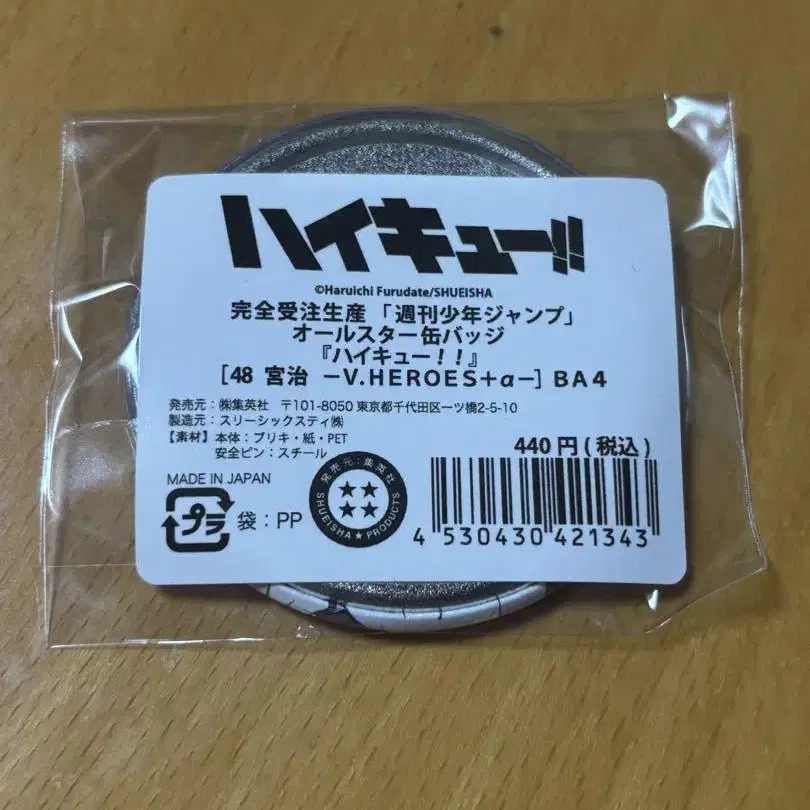 ハイキュー!!
©Haruichi Furudate/SHUEISHA
完全受注生産「週刊少年ジャンプ」
オールスター缶バッジ
『ハイキュー！！』
[48 宮治 ーV.HEROES＋αー] BA4
発売元：㈱集英社 〒101-8050 東京都千代田区一ツ橋2-5-10
製造元：スリーシックスティ㈱
【素材】本体：ブリキ・紙・PET
安全ピン：スチール
440円(税込)
MADE IN JAPAN
プラ 袋：PP
発売元：集英社
SHUEISHA★PRODUCTS
4 530430 421343